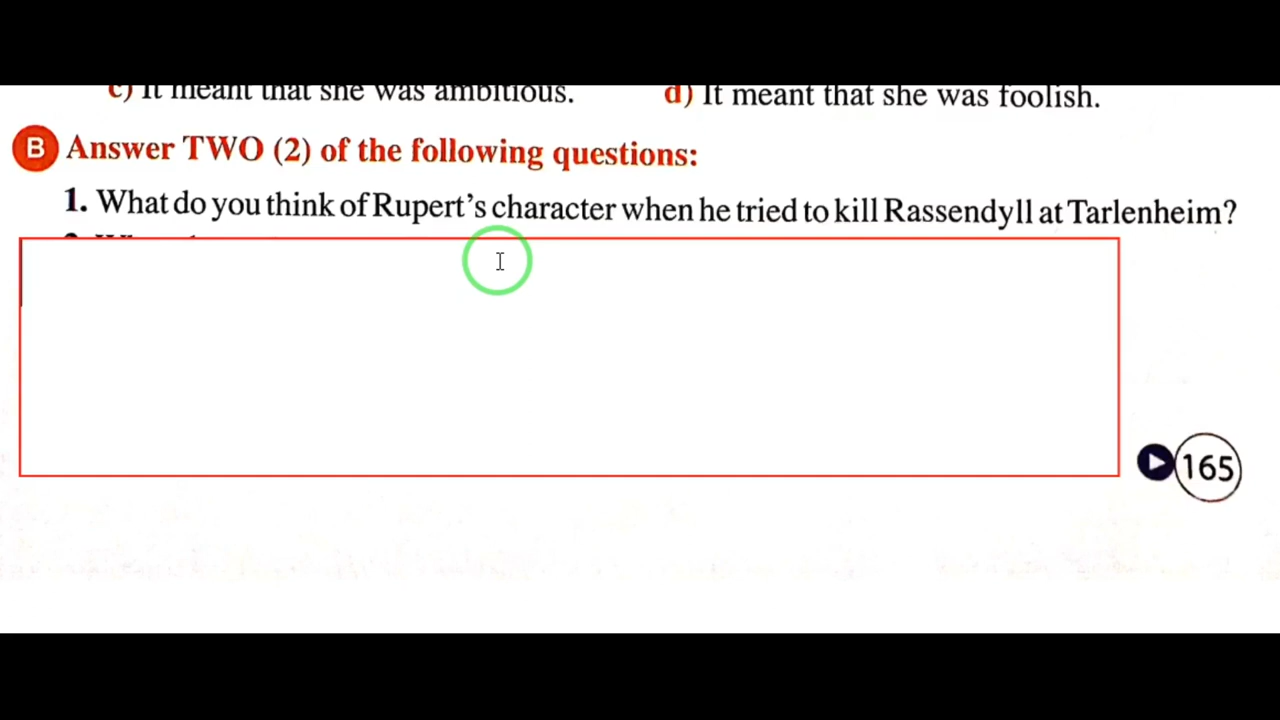 c) It meant that she was ambitious. d) It meant that she was foolish.
B Answer TWO (2) of the following questions:
1. What do you think of Rupert's character when he tried to kill Rassendyll at Tarlenheim?
165